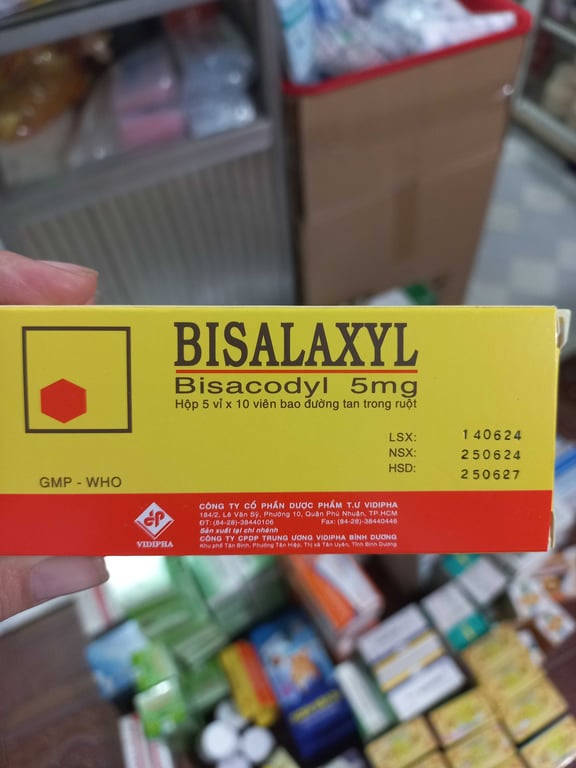 BISALAXYL
Bisacodyl 5mg
Hộp 5 vỉ x 10 viên bao đường tan trong ruột
LSX: 140624
NSX: 250624
HSD: 250627
GMP - WHO
CÔNG TY CỔ PHẦN DƯỢC PHẨM T.Ư VIDIPHA
184/2, Lê Văn Sỹ, Phường 10, Quận Phú Nhuận, TP.HCM
ĐT: (84-28)-38440106 Fax: (84-28)-38440446
Sản xuất tại chi nhánh
CÔNG TY CPDP TRUNG ƯƠNG VIDIPHA BÌNH DƯƠNG
Khu phố Tân Bình, Phường Tân Hiệp, Thị xã Tân Uyên, Tỉnh Bình Dương
VIDIPHA